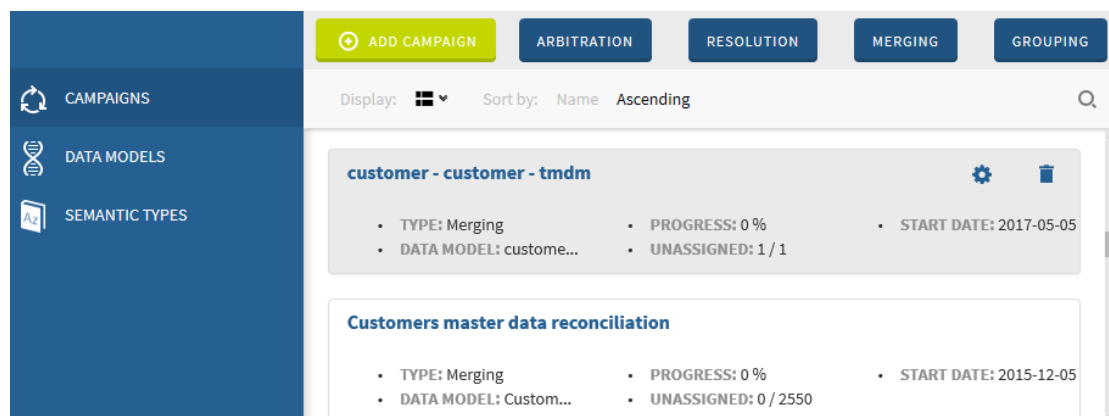 ADD CAMPAIGN ARBITRATION RESOLUTION MERGING GROUPING
CAMPAIGNS
DATA MODELS
Az SEMANTIC TYPES
Display: Sort by: Name Ascending
customer - customer - tmdm
• TYPE: Merging • PROGRESS: 0 % • START DATE: 2017-05-05
• DATA MODEL: custome... • UNASSIGNED: 1 / 1
Customers master data reconciliation
• TYPE: Merging • PROGRESS: 0 % • START DATE: 2015-12-05
• DATA MODEL: Custom... • UNASSIGNED: 0 / 2550